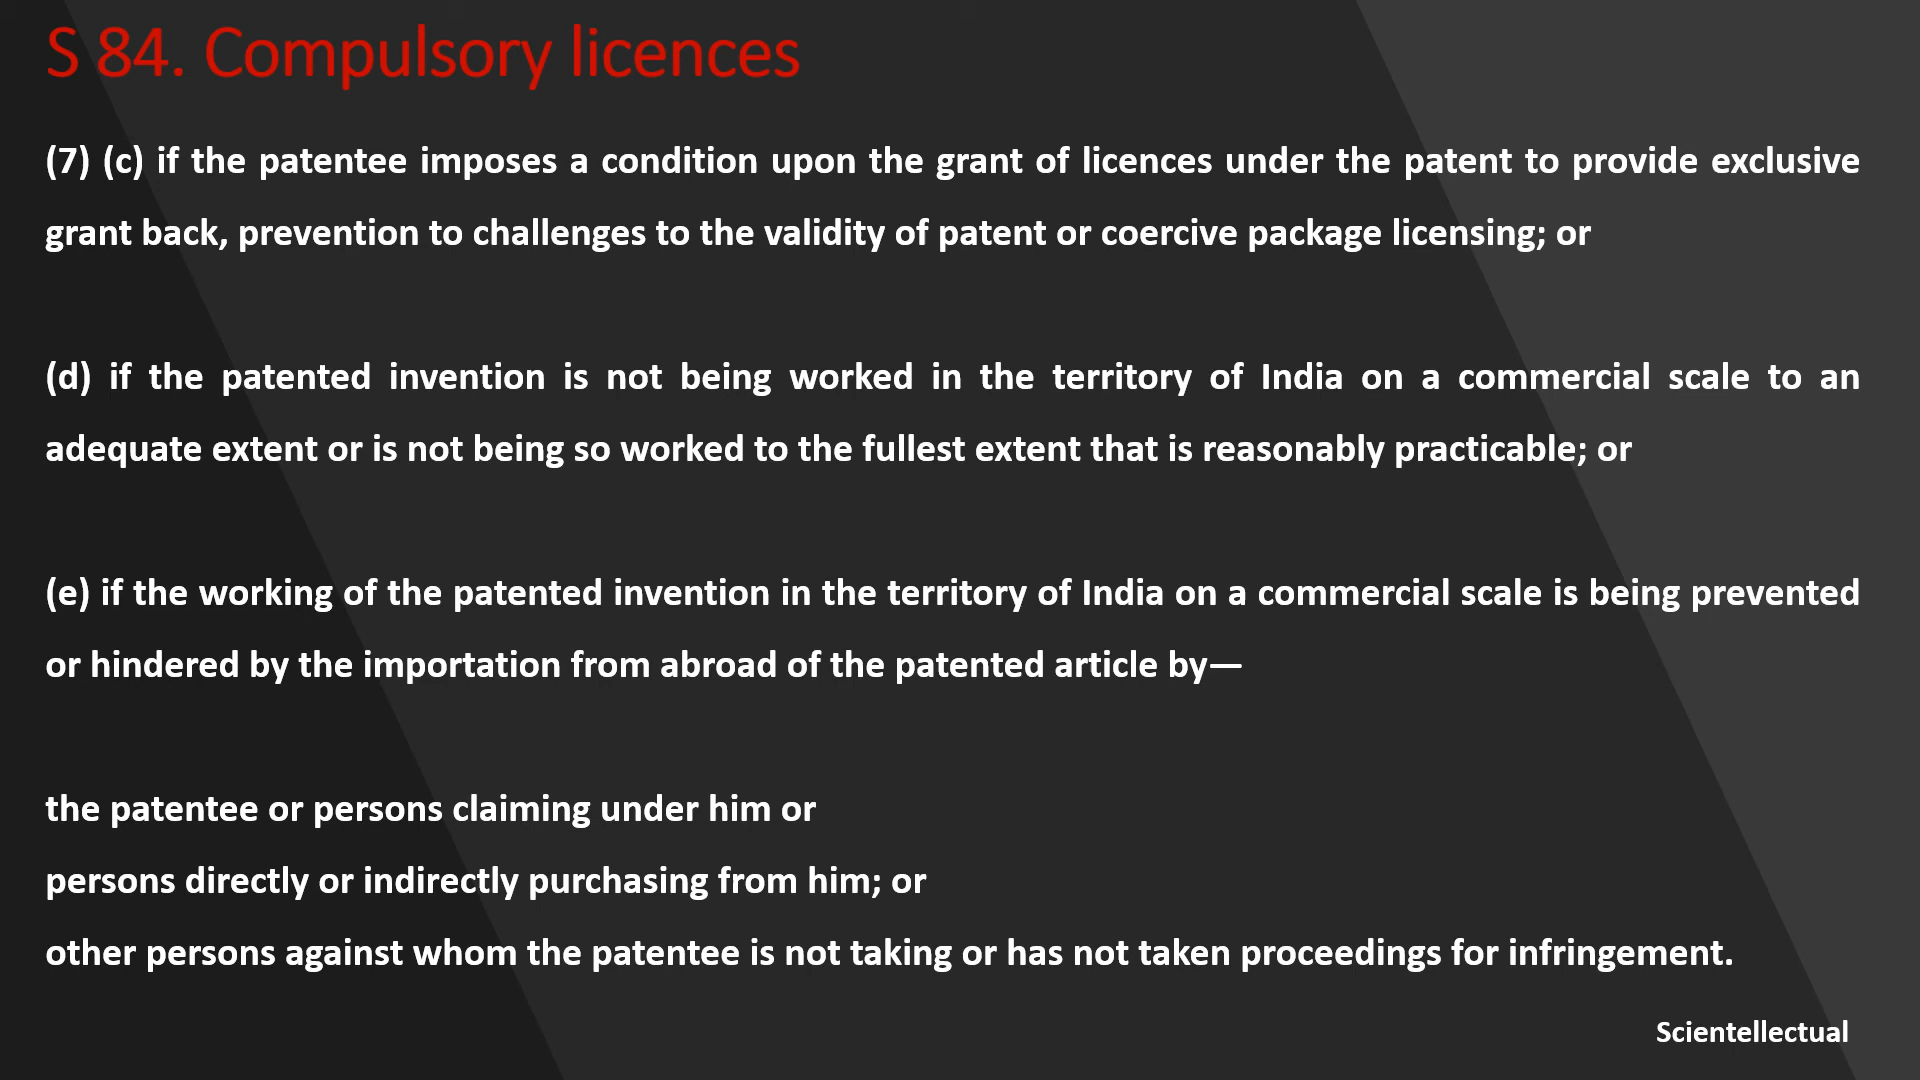 S 84. Compulsory licences
(7) (c) if the patentee imposes a condition upon the grant of licences under the patent to provide exclusive
grant back, prevention to challenges to the validity of patent or coercive package licensing; or
(d) if the patented invention is not being worked in the territory of India on a commercial scale to an
adequate extent or is not being so worked to the fullest extent that is reasonably practicable; or
(e) if the working of the patented invention in the territory of India on a commercial scale is being prevented
or hindered by the importation from abroad of the patented article by—
the patentee or persons claiming under him or
persons directly or indirectly purchasing from him; or
other persons against whom the patentee is not taking or has not taken proceedings for infringement.
Scientellectual